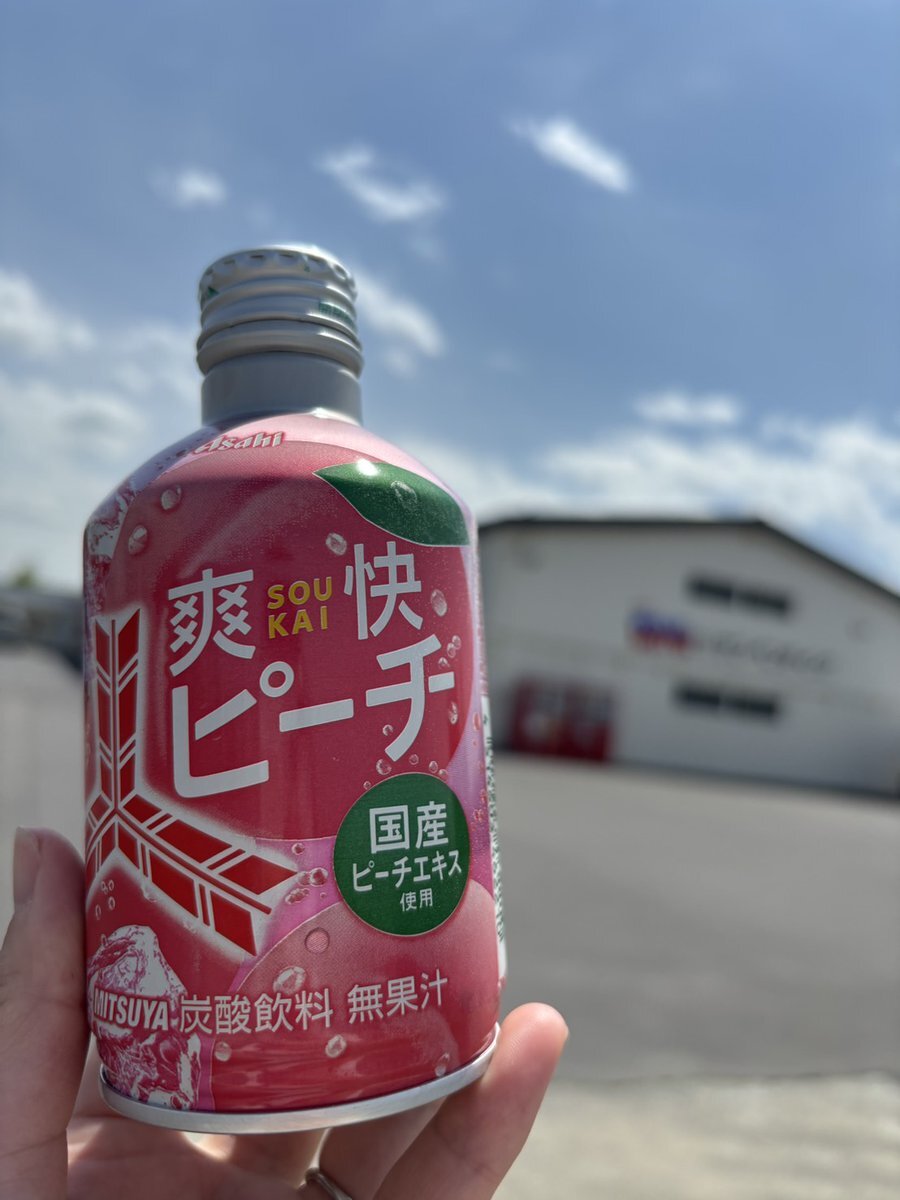 Asahi
爽 SOU KAI 快
ピーチ
国産
ピーチエキス
使用
MITSUYA 炭酸飲料 無果汁